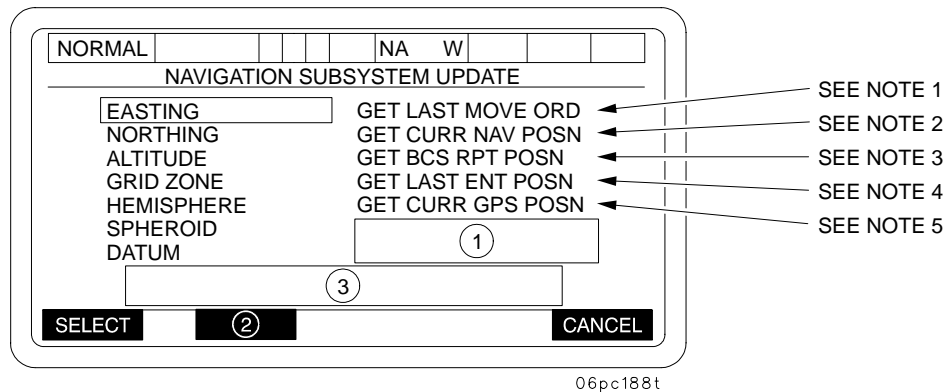 NORMAL NA W
NAVIGATION SUBSYSTEM UPDATE
EASTING GET LAST MOVE ORD SEE NOTE 1
NORTHING GET CURR NAV POSN SEE NOTE 2
ALTITUDE GET BCS RPT POSN SEE NOTE 3
GRID ZONE GET LAST ENT POSN SEE NOTE 4
HEMISPHERE GET CURR GPS POSN SEE NOTE 5
SPHEROID 1
DATUM
3
SELECT 2 CANCEL
06pc188t